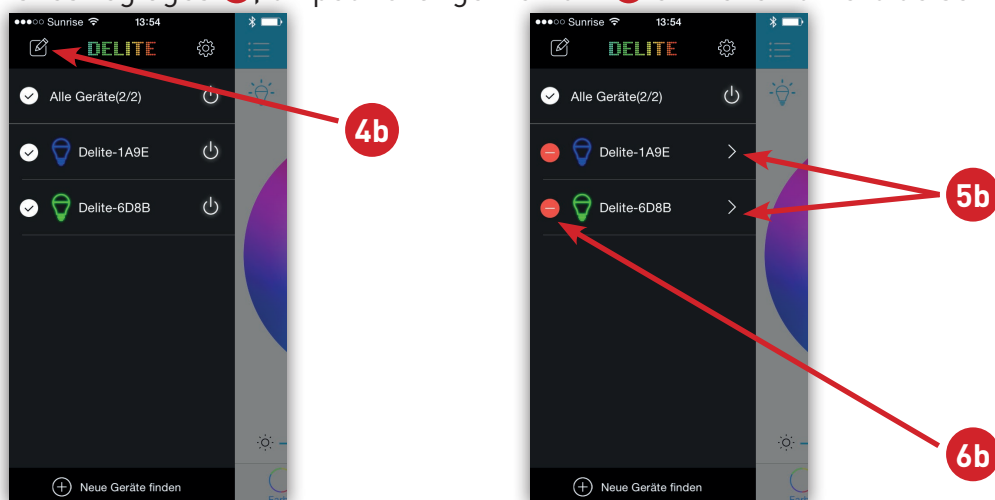 Sunrise 13:54
DELITE
Alle Geräte(2/2)
Delite-1A9E
Delite-6D8B
Neue Geräte finden
4b
Sunrise 13:54
DELITE
Alle Geräte(2/2)
Delite-1A9E
Delite-6D8B
Neue Geräte finden
5b
6b